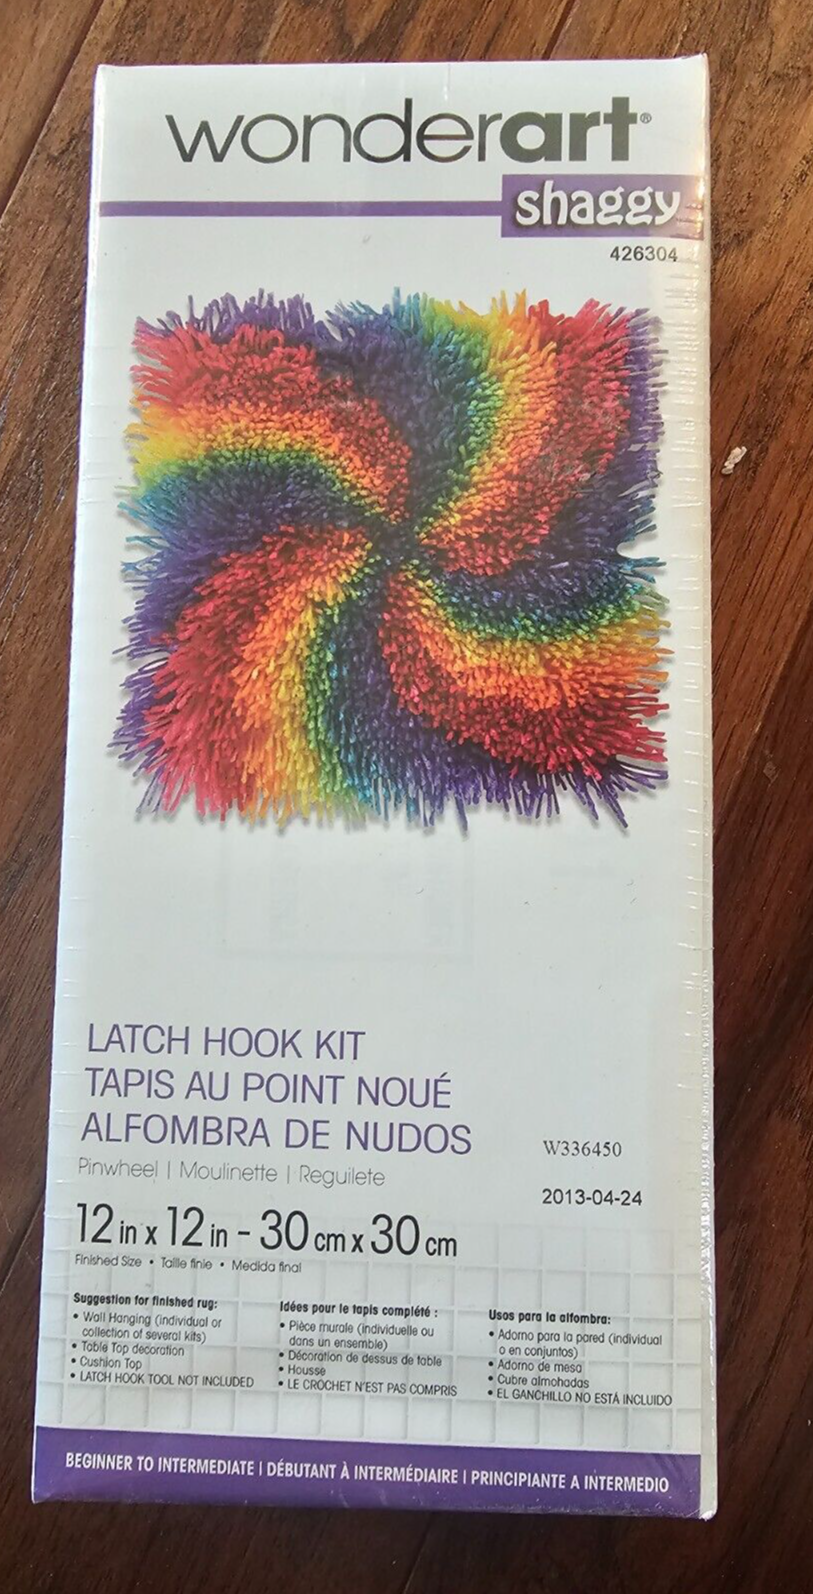 wonderart®
shaggy
426304
LATCH HOOK KIT
TAPIS AU POINT NOUÉ
ALFOMBRA DE NUDOS
Pinwheel | Moulinette | Reguilete
W336450
2013-04-24
12 in x 12 in - 30 cm x 30 cm
Finished Size • Taille finie • Medida final
Suggestion for finished rug:
• Wall Hanging (individual or
collection of several kits)
• Table Top decoration
• Cushion Top
• LATCH HOOK TOOL NOT INCLUDED
Idées pour le tapis complété :
• Pièce murale (individuelle ou
dans un ensemble)
• Décoration de dessus de table
• Housse
• LE CROCHET N'EST PAS COMPRIS
Usos para la alfombra:
• Adorno para la pared (individual
o en conjuntos)
• Adorno de mesa
• Cubre almohadas
• EL GANCHILLO NO ESTÁ INCLUIDO
BEGINNER TO INTERMEDIATE | DÉBUTANT À INTERMÉDIAIRE | PRINCIPIANTE A INTERMEDIO